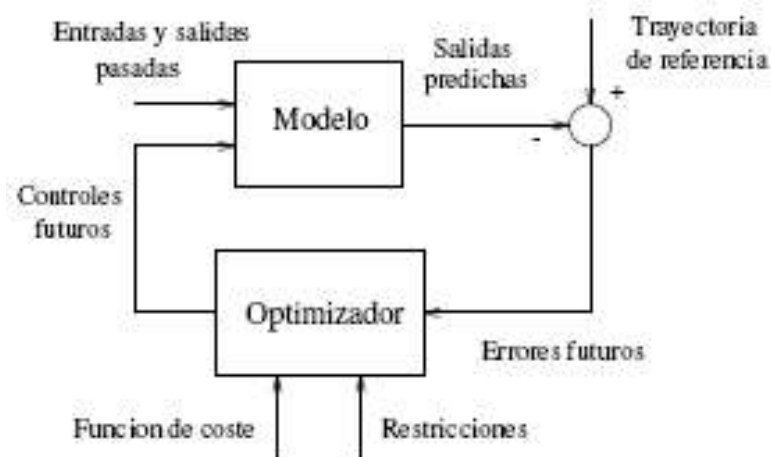 Entradas y salidas
pasadas
Modelo
Salidas
predichas
Trayectoria
de referencia
+
-
Controles
futuros
Optimizador
Errores futuros
Funcion de coste
Restricciones